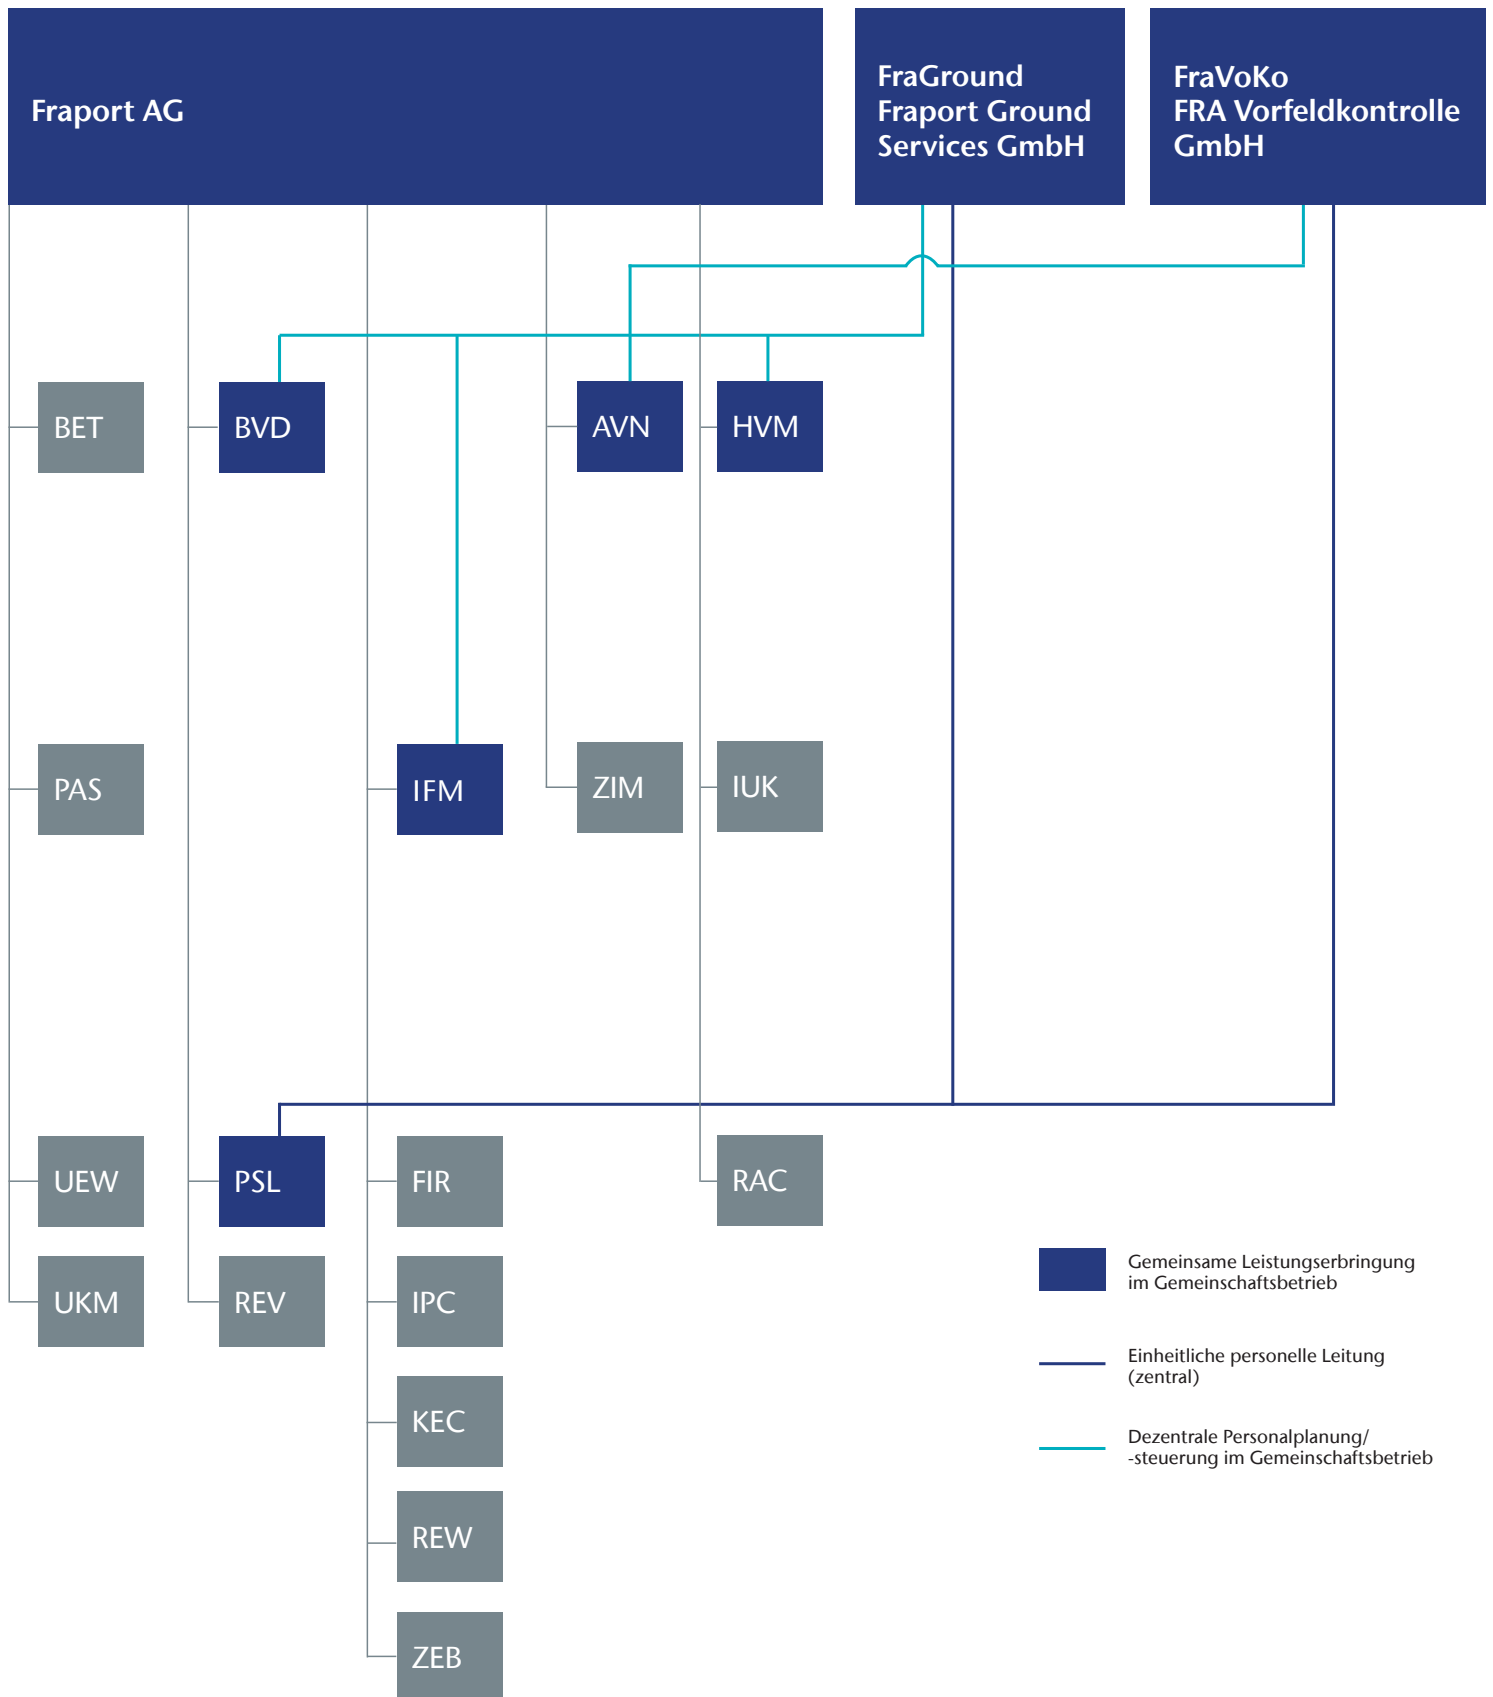 Fraport AG
FraGround
Fraport Ground
Services GmbH
FraVoKo
FRA Vorfeldkontrolle
GmbH
BET
BVD
AVN
HVM
PAS
IFM
ZIM
IUK
UEW
PSL
FIR
RAC
UKM
REV
IPC
KEC
REW
ZEB
Gemeinsame Leistungserbringung
im Gemeinschaftsbetrieb
Einheitliche personelle Leitung
(zentral)
Dezentrale Personalplanung/
-steuerung im Gemeinschaftsbetrieb